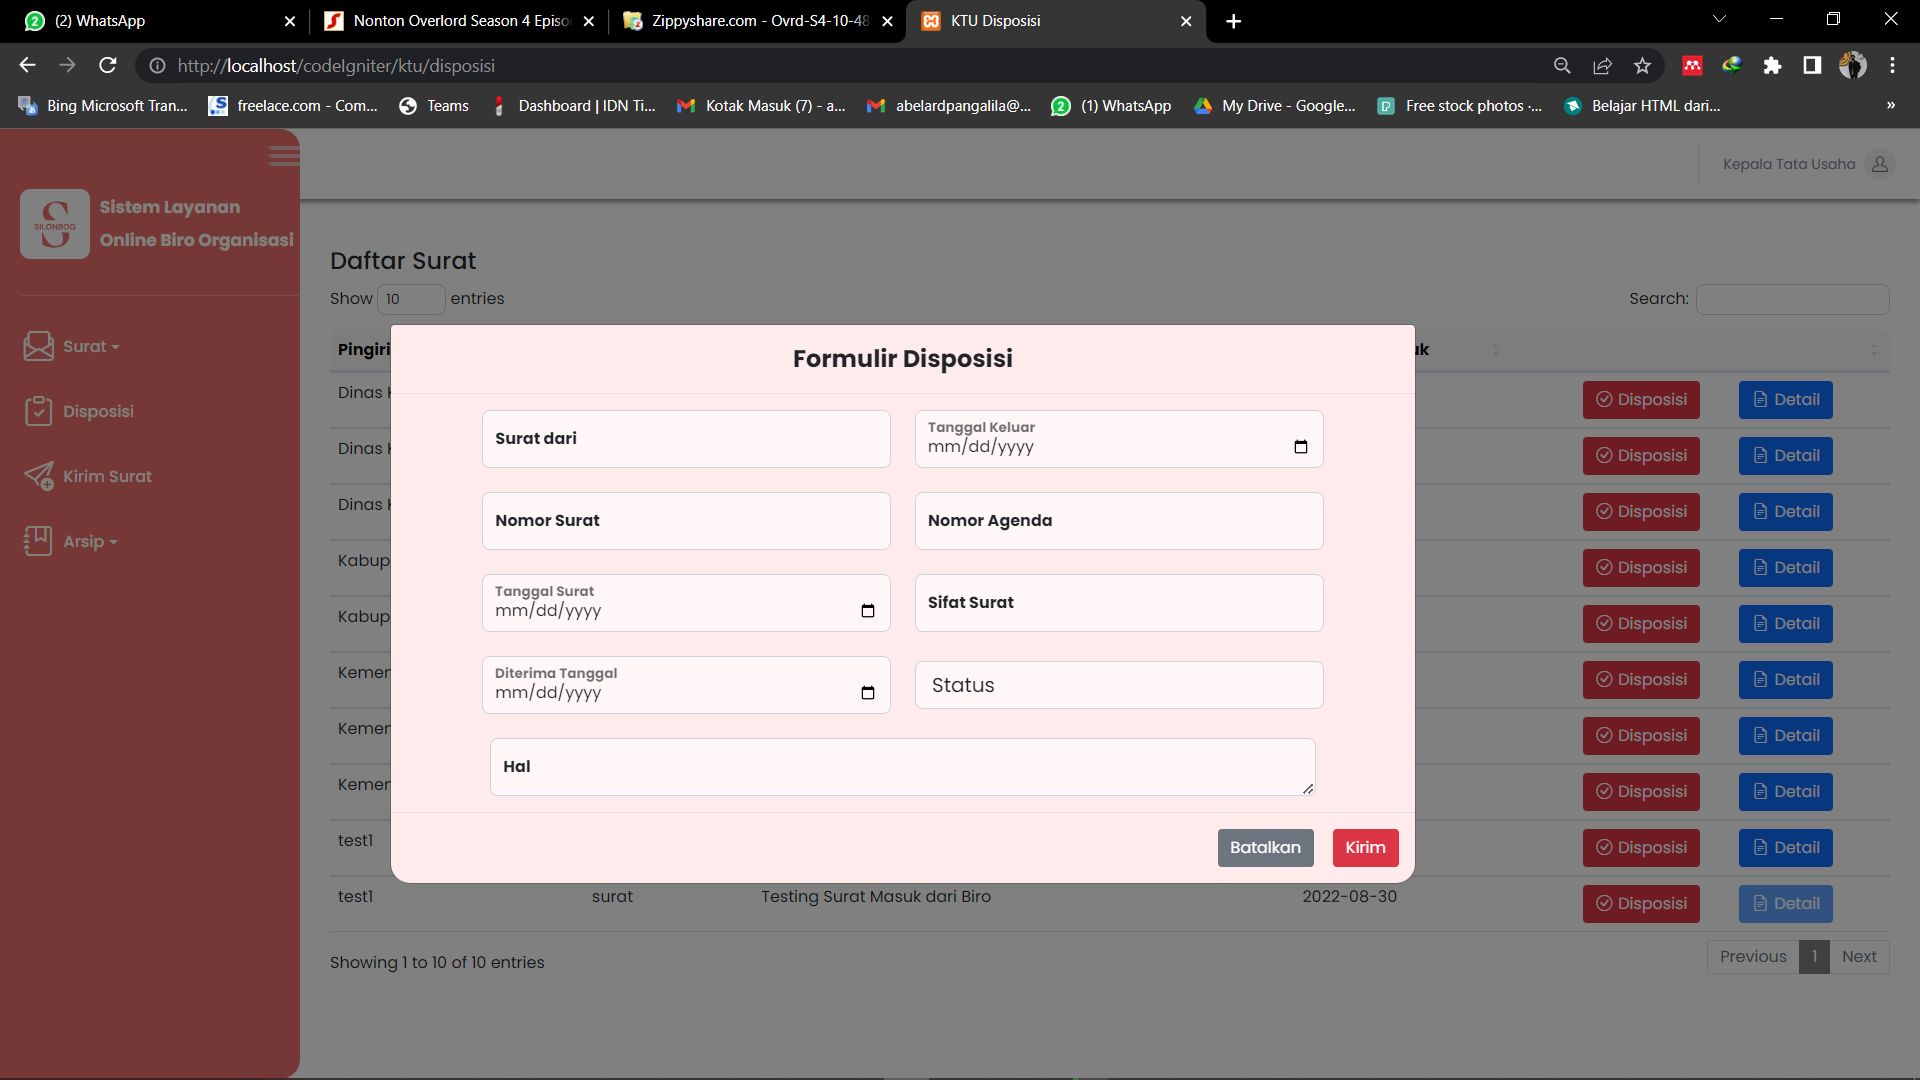 (2) WhatsApp
Nonton Overlord Season 4 Episo
Zippyshare.com - Ovrd-S4-10-48
KTU Disposisi
http://localhost/codeIgniter/ktu/disposisi
Bing Microsoft Tran...
freelace.com - Com...
Teams
Dashboard | IDN Ti...
Kotak Masuk (7) - a...
abelardpangalila@...
(1) WhatsApp
My Drive - Google...
Free stock photos ·...
Belajar HTML dari...
»
Kepala Tata Usaha
SILONBOG
Sistem Layanan
Online Biro Organisasi
Surat
Disposisi
Kirim Surat
Arsip
Daftar Surat
Show 10 entries
Search:
Pingiri
uk
Dinas K
Disposisi
Detail
Dinas K
Disposisi
Detail
Dinas K
Disposisi
Detail
Kabup
Disposisi
Detail
Kabup
Disposisi
Detail
Kemen
Disposisi
Detail
Kemen
Disposisi
Detail
Kemen
Disposisi
Detail
test1
Disposisi
Detail
test1
surat
Testing Surat Masuk dari Biro
2022-08-30
Disposisi
Detail
Showing 1 to 10 of 10 entries
Previous 1 Next
Formulir Disposisi
Surat dari
Tanggal Keluar
mm/dd/yyyy
Nomor Surat
Nomor Agenda
Tanggal Surat
mm/dd/yyyy
Sifat Surat
Diterima Tanggal
mm/dd/yyyy
Status
Hal
Batalkan
Kirim